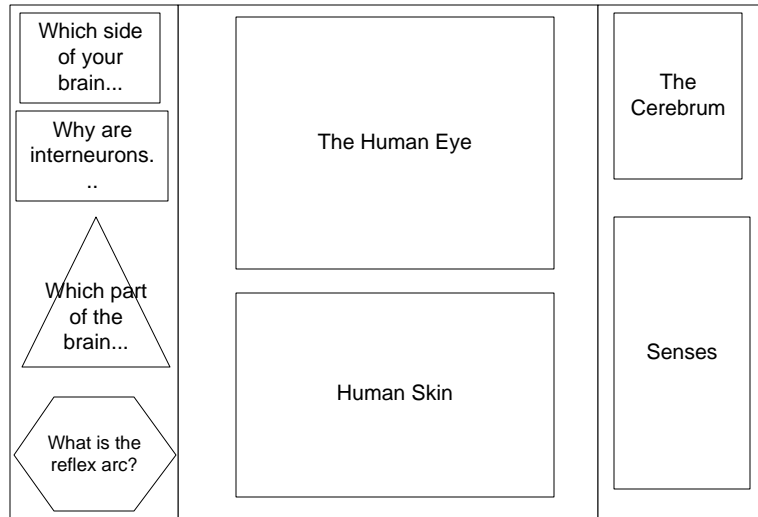 Which side
of your
brain...
Why are
interneurons.
..
Which part
of the
brain...
What is the
reflex arc?
The Human Eye
Human Skin
The
Cerebrum
Senses